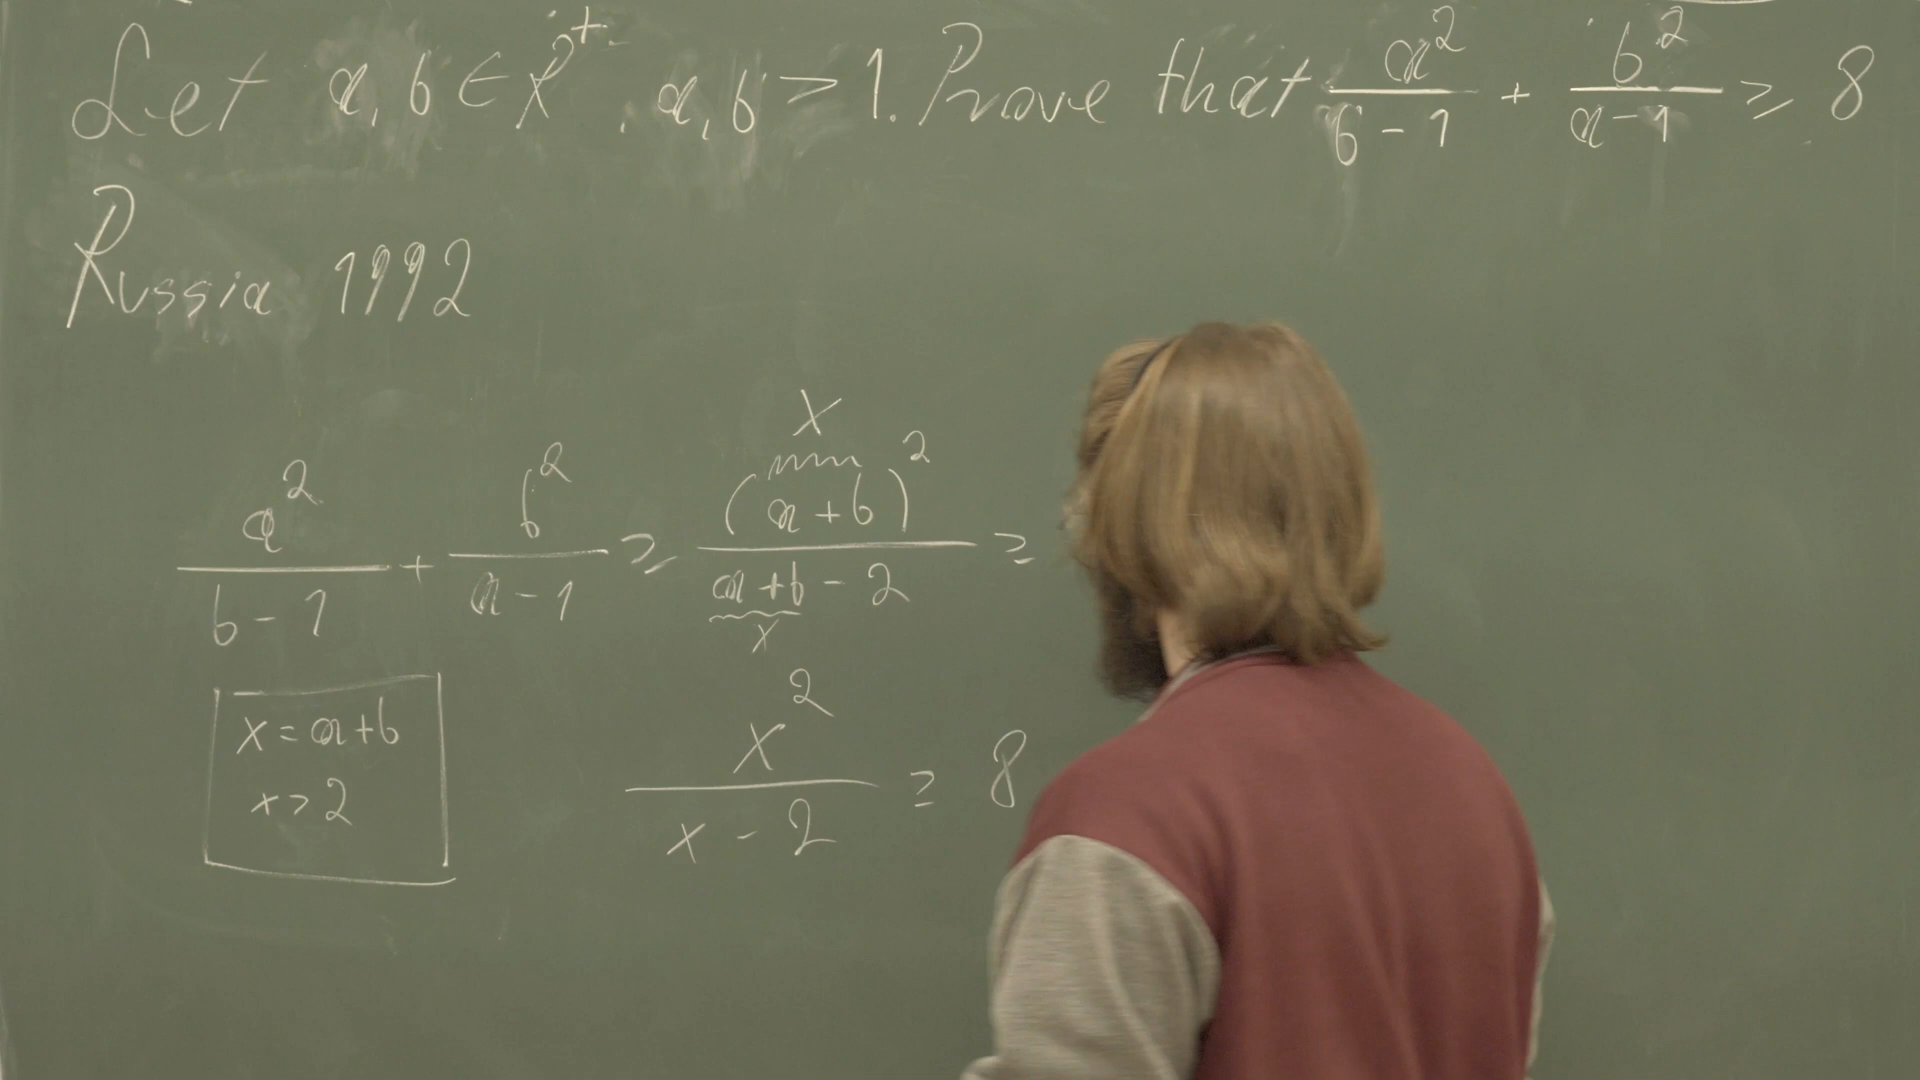 Let a, b ∈ R⁺. a, b > 1. Prove that a²/(b-1) + b²/(a-1) ≥ 8
Russia 1992
a²/(b-1) + b²/(a-1) ≥ (a+b)²/(a+b-2) ≥
x
x
x = a+b
x > 2
x²/(x-2) ≥ 8